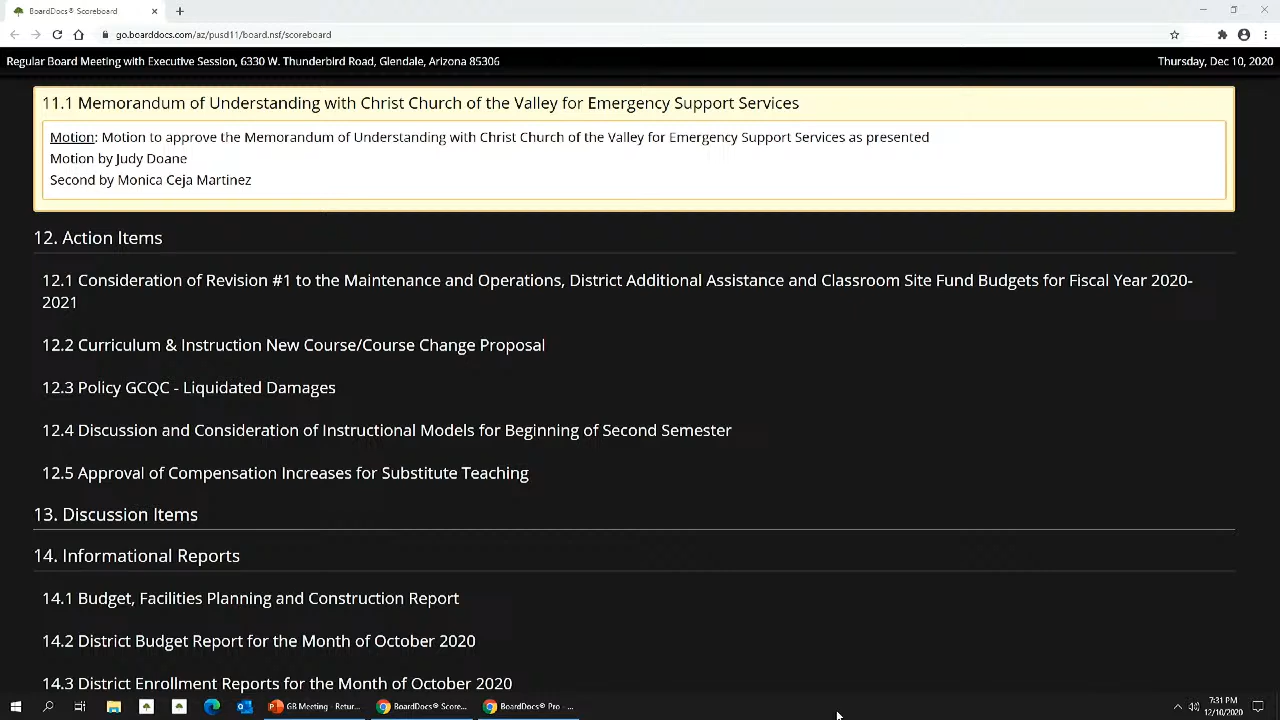 BoardDocs® Scoreboard
go.boarddocs.com/az/pusd11/board.nsf/scoreboard
Regular Board Meeting with Executive Session, 6330 W. Thunderbird Road, Glendale, Arizona 85306
Thursday, Dec 10, 2020
11.1 Memorandum of Understanding with Christ Church of the Valley for Emergency Support Services
Motion: Motion to approve the Memorandum of Understanding with Christ Church of the Valley for Emergency Support Services as presented
Motion by Judy Doane
Second by Monica Ceja Martinez
12. Action Items
12.1 Consideration of Revision #1 to the Maintenance and Operations, District Additional Assistance and Classroom Site Fund Budgets for Fiscal Year 2020-
2021
12.2 Curriculum & Instruction New Course/Course Change Proposal
12.3 Policy GCQC - Liquidated Damages
12.4 Discussion and Consideration of Instructional Models for Beginning of Second Semester
12.5 Approval of Compensation Increases for Substitute Teaching
13. Discussion Items
14. Informational Reports
14.1 Budget, Facilities Planning and Construction Report
14.2 District Budget Report for the Month of October 2020
14.3 District Enrollment Reports for the Month of October 2020
GB Meeting - Retur...
BoardDocs® Score...
BoardDocs® Pro - ...
7:31 PM
12/10/2020